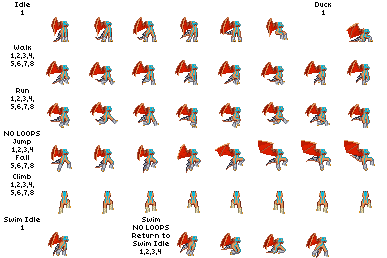 Idle
1
Duck
1
Walk
1,2,3,4,
5,6,7,8
Run
1,2,3,4,
5,6,7,8
NO LOOPS
Jump
1,2,3,4
Fall
5,6,7,8
Climb
1,2,3,4,
5,6,7,8
Swim Idle
1
Swim
NO LOOPS
Return to
Swim Idle
1,2,3,4